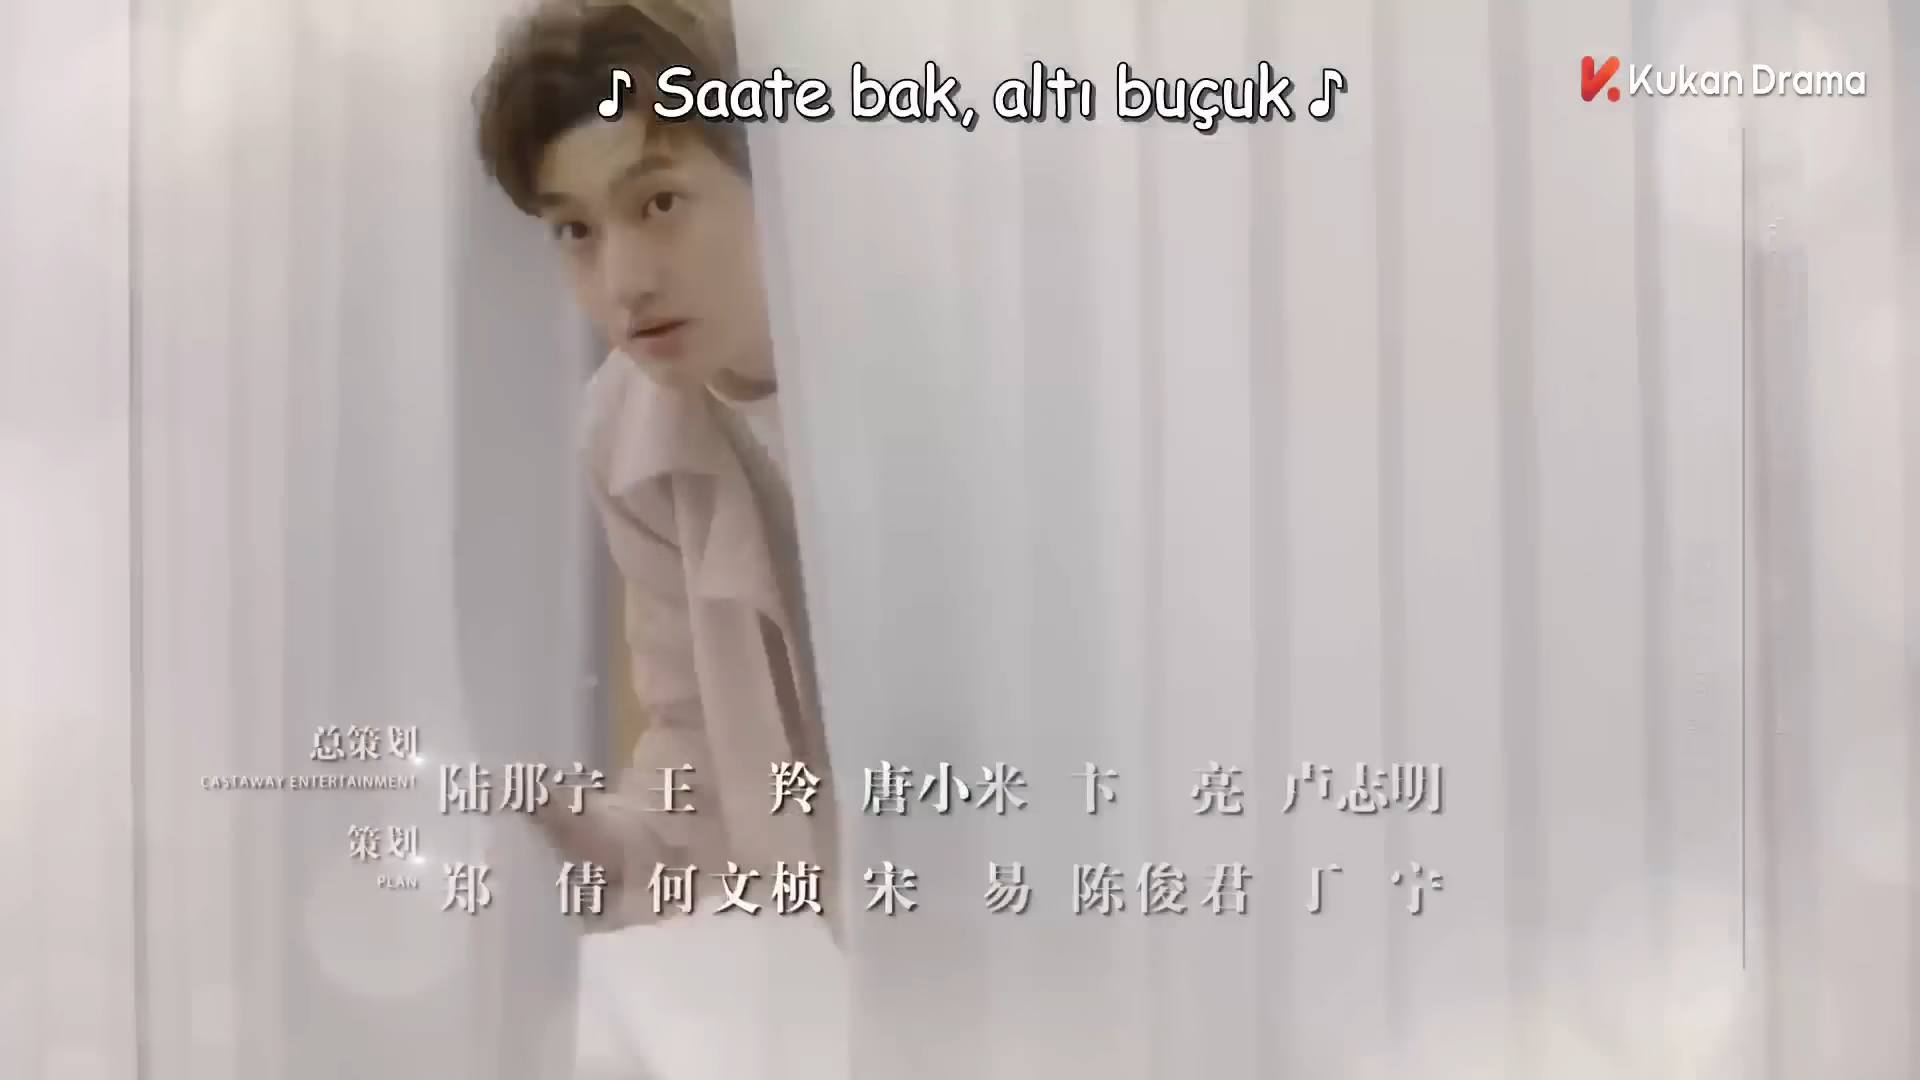 ♪ Saate bak, altı buçuk ♪
Kukan Drama
总策划
CASTAWAY ENTERTAINMENT
陆那宁 王 羚 唐小米 卞 亮 卢志明
策划
PLAN
郑 倩 何文桢 宋 易 陈俊君 丁 宁